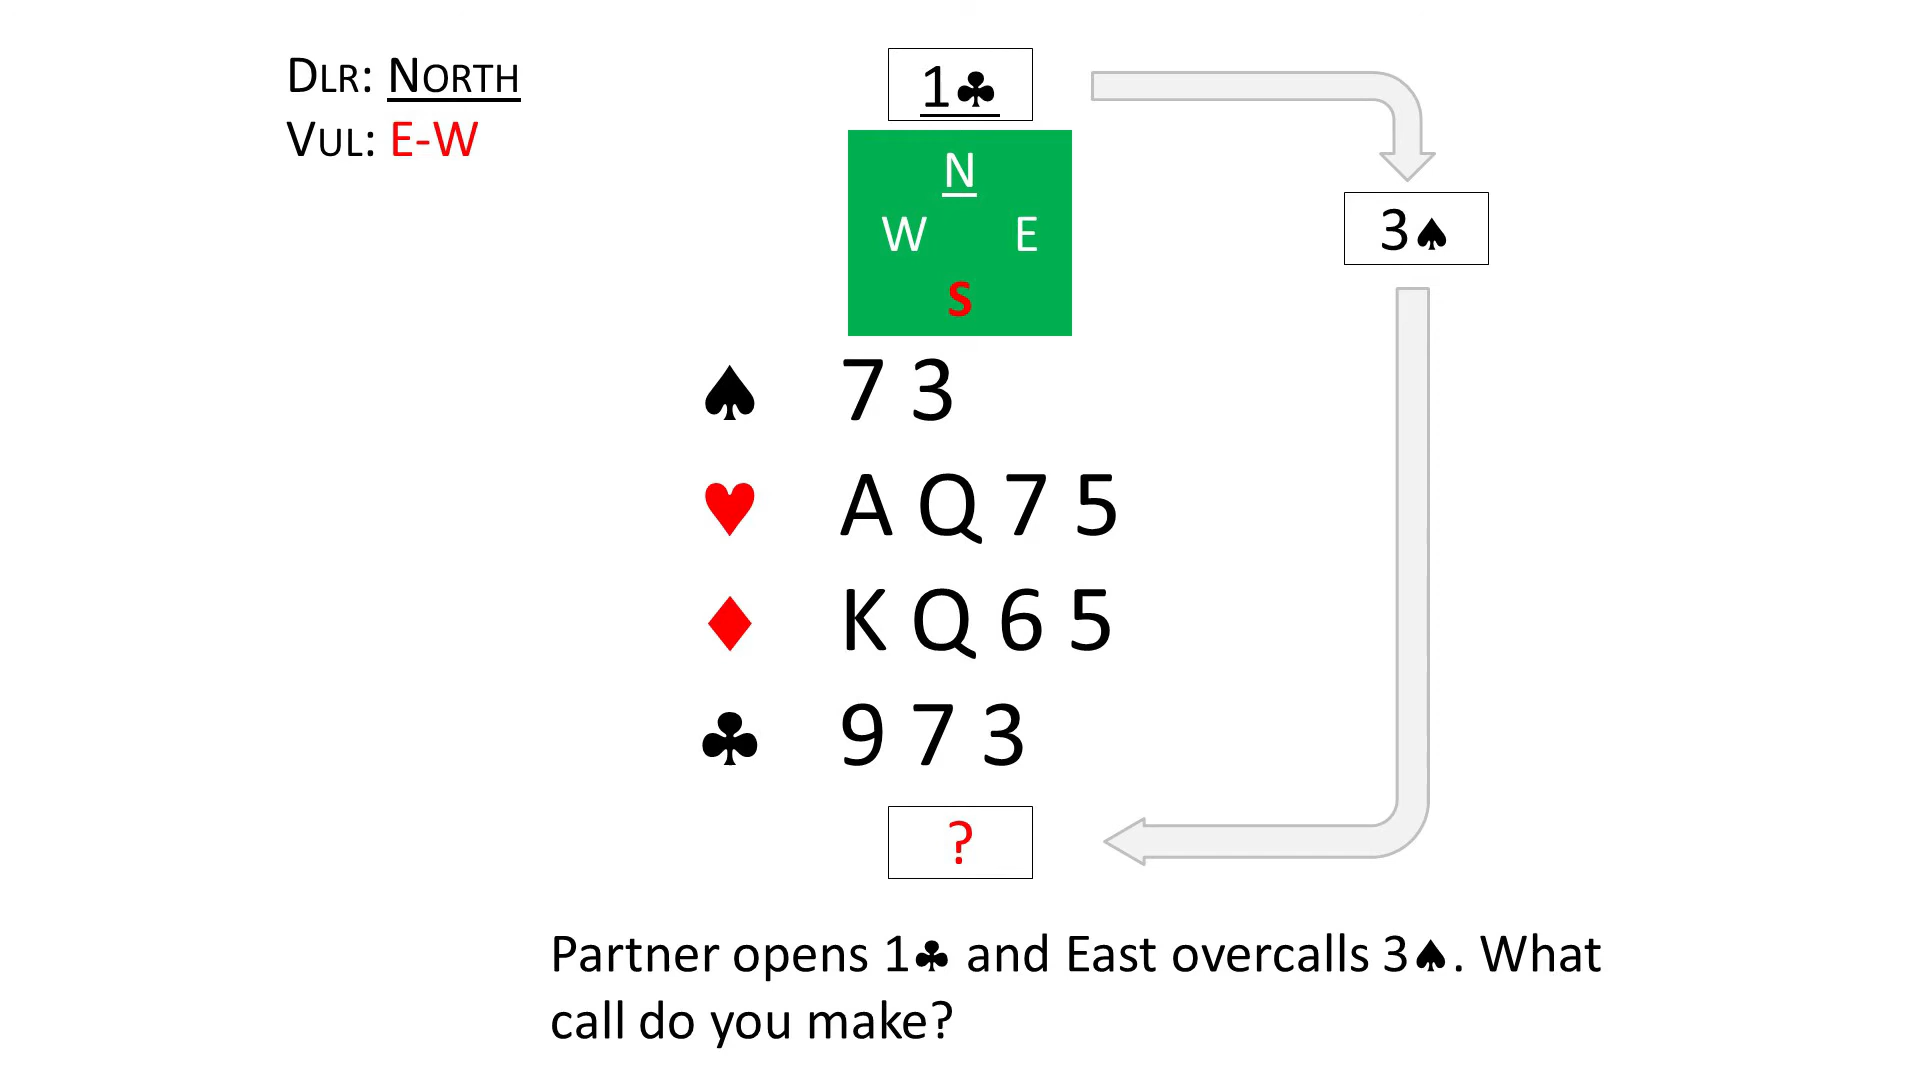 DLR: NORTH
VUL: E-W
1♣
N
W E
S
3♠
♠ 7 3
♥ A Q 7 5
♦ K Q 6 5
♣ 9 7 3
?
Partner opens 1♣ and East overcalls 3♠. What
call do you make?